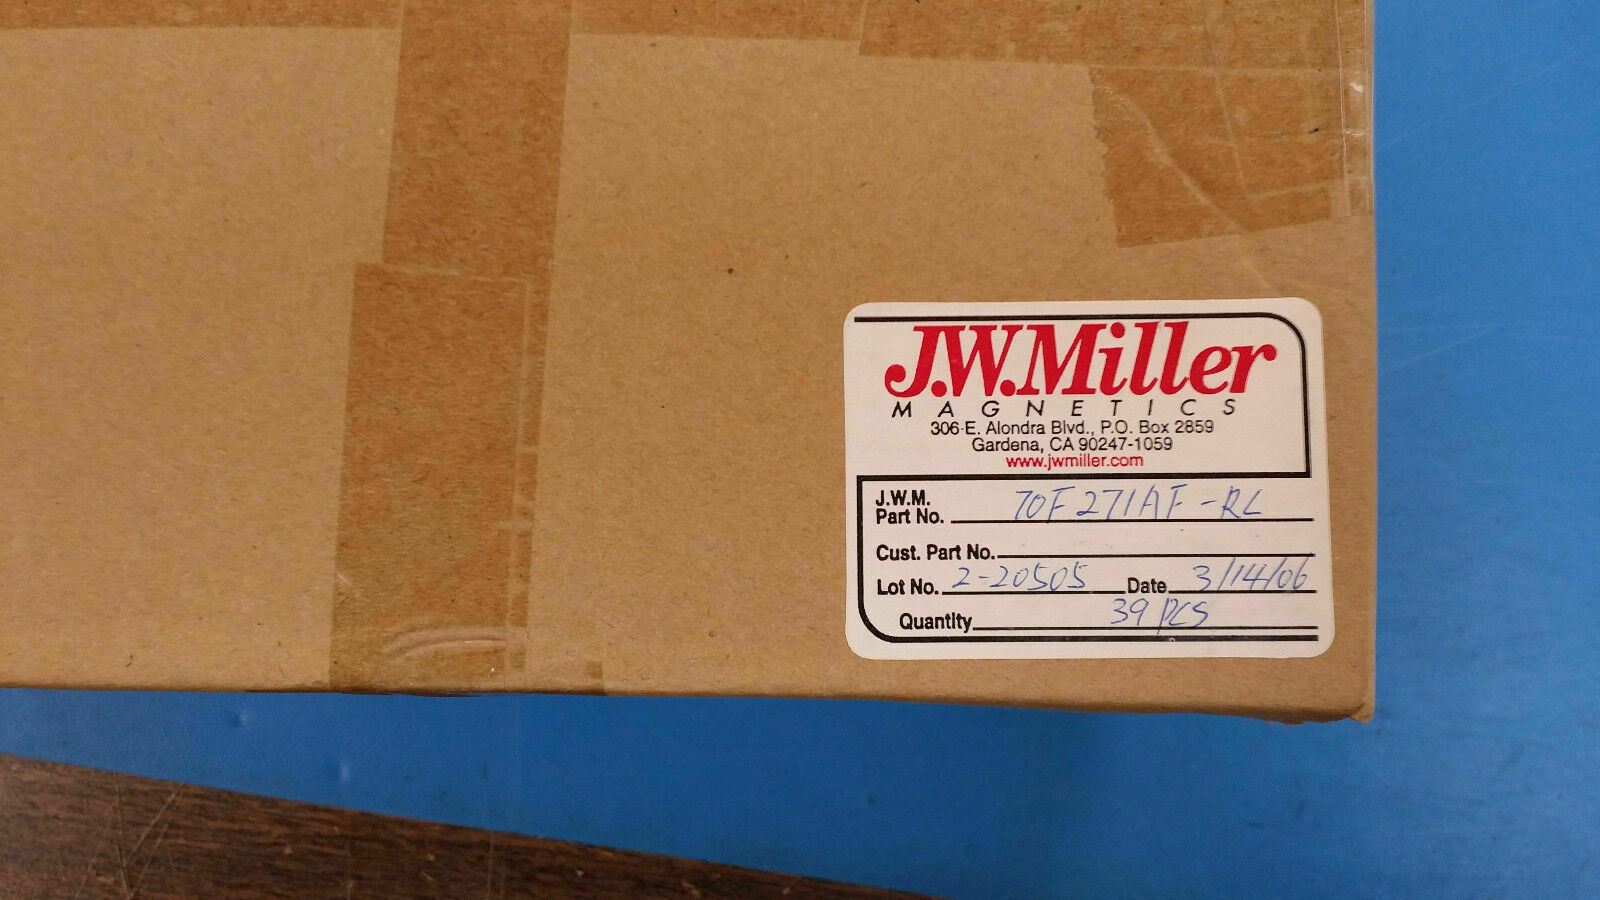 J.W.Miller
MAGNETICS
306 E. Alondra Blvd., P.O. Box 2859
Gardena, CA 90247-1059
www.jwmiller.com
J.W.M.
Part No. 70F271AF-RL
Cust. Part No.
Lot No. 2-20505 Date 3/14/06
Quantity 39 pcs